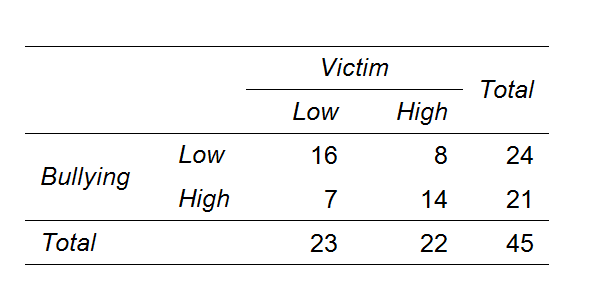 Victim
Total
Low High
Low 16 8 24
Bullying
High 7 14 21
Total 23 22 45